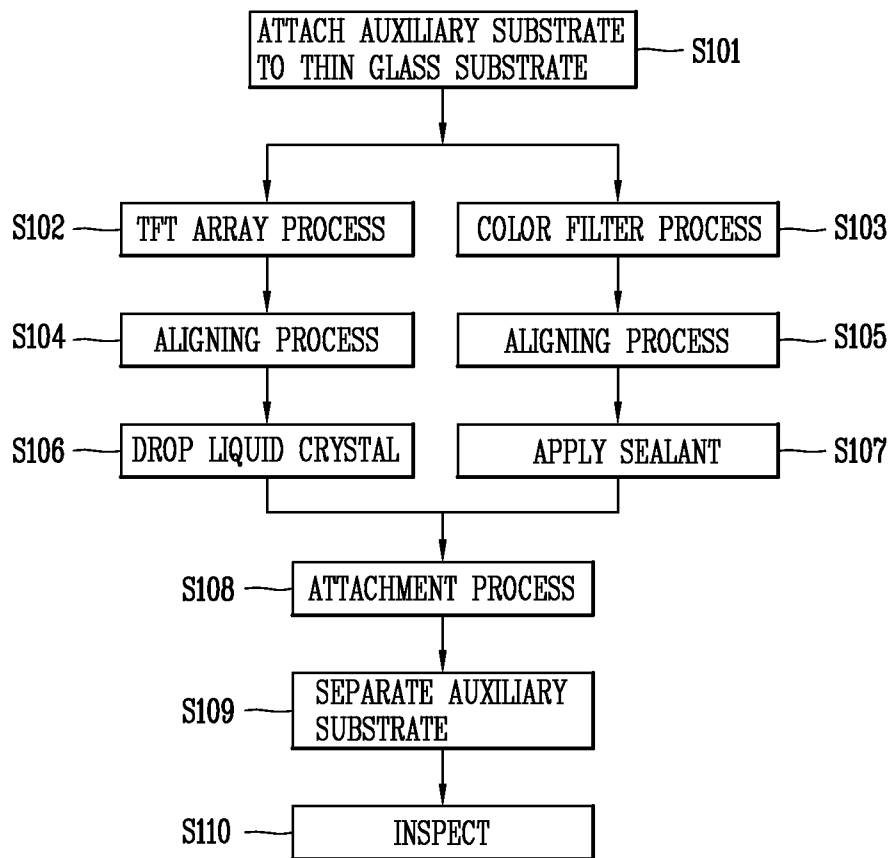 ATTACH AUXILIARY SUBSTRATE
TO THIN GLASS SUBSTRATE
S101
S102
TFT ARRAY PROCESS
COLOR FILTER PROCESS
S103
S104
ALIGNING PROCESS
ALIGNING PROCESS
S105
S106
DROP LIQUID CRYSTAL
APPLY SEALANT
S107
S108
ATTACHMENT PROCESS
S109
SEPARATE AUXILIARY
SUBSTRATE
S110
INSPECT